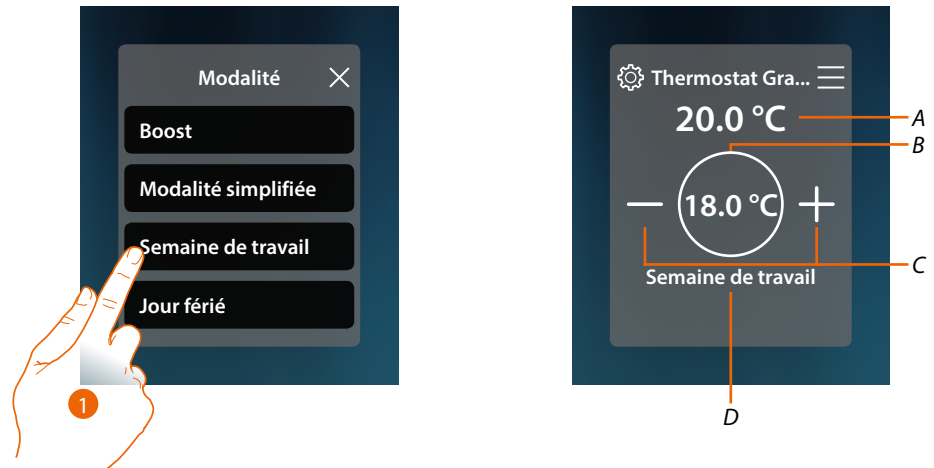 Modalité
Boost
Modalité simplifiée
Semaine de travail
Jour férié
1
Thermostat Gra...
20.0 °C
A
B
18.0 °C
C
Semaine de travail
D